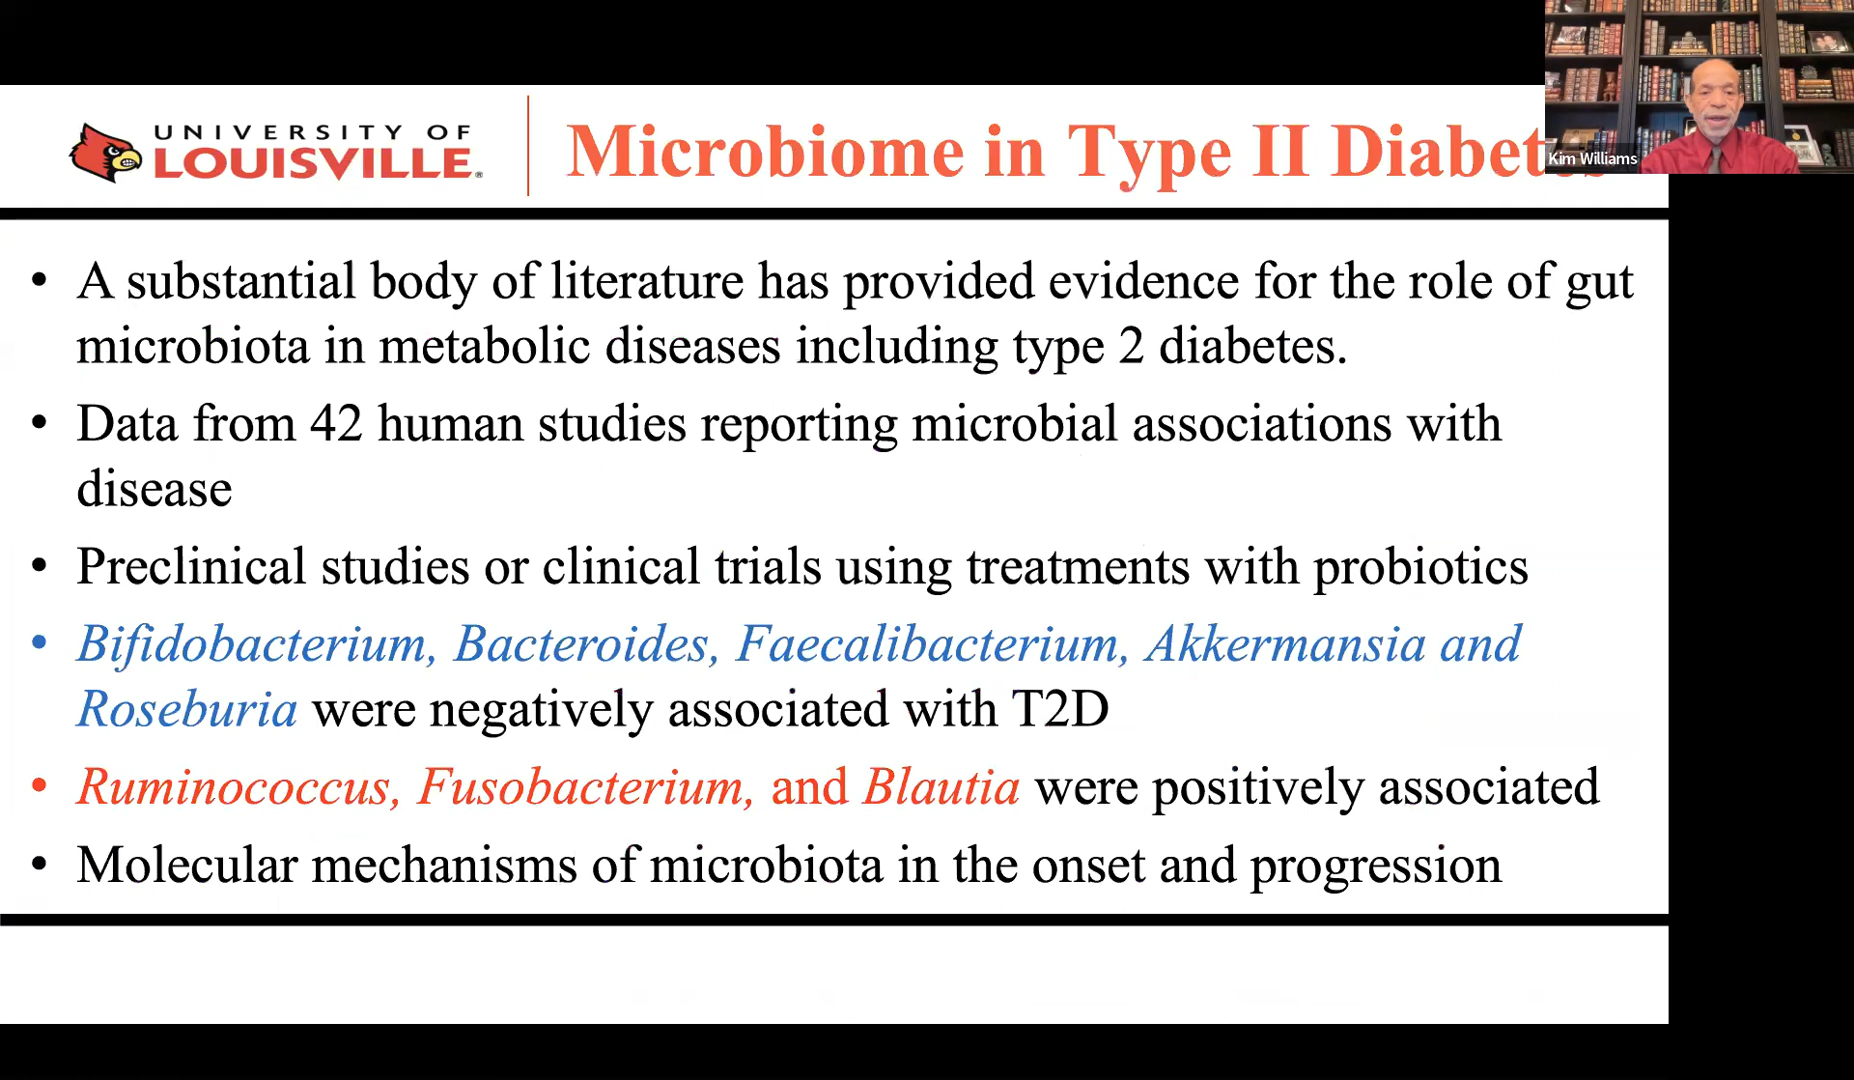 UNIVERSITY OF
LOUISVILLE.
Microbiome in Type II Diabet
Kim Williams
• A substantial body of literature has provided evidence for the role of gut
microbiota in metabolic diseases including type 2 diabetes.
• Data from 42 human studies reporting microbial associations with
disease
• Preclinical studies or clinical trials using treatments with probiotics
• Bifidobacterium, Bacteroides, Faecalibacterium, Akkermansia and
Roseburia were negatively associated with T2D
• Ruminococcus, Fusobacterium, and Blautia were positively associated
• Molecular mechanisms of microbiota in the onset and progression